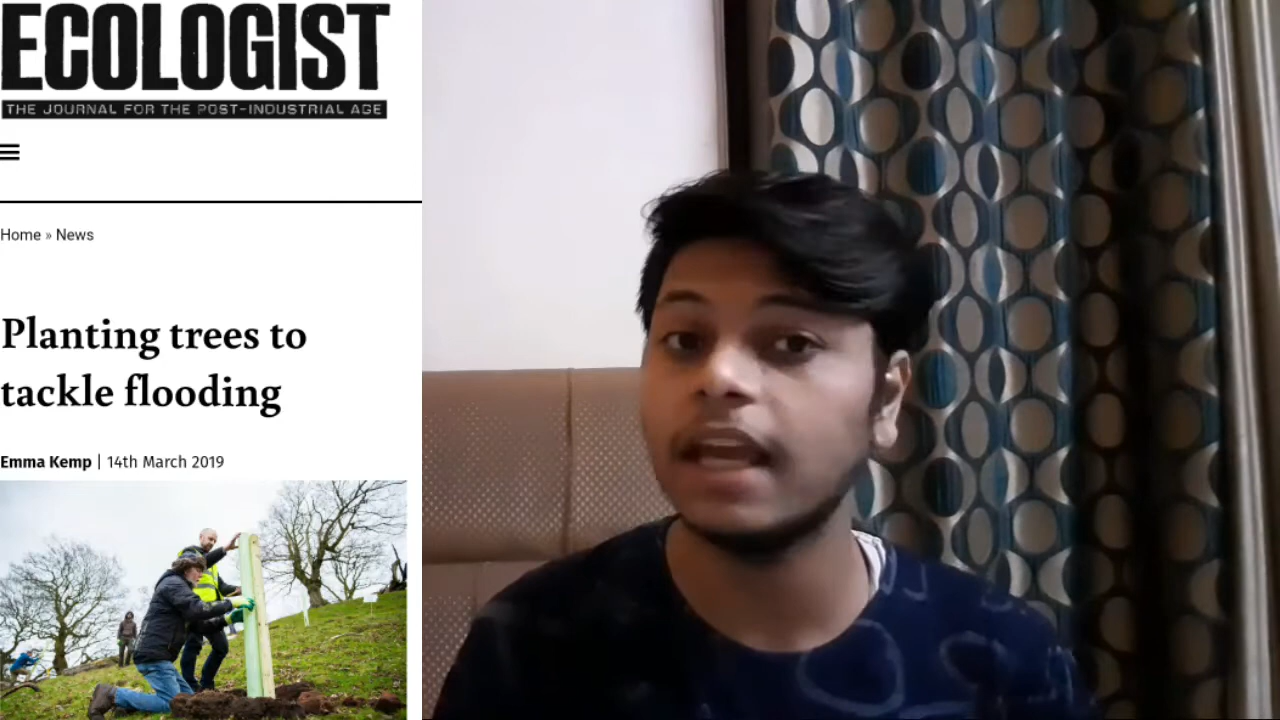 ECOLOGIST
THE JOURNAL FOR THE POST-INDUSTRIAL AGE
Home » News
Planting trees to
tackle flooding
Emma Kemp | 14th March 2019